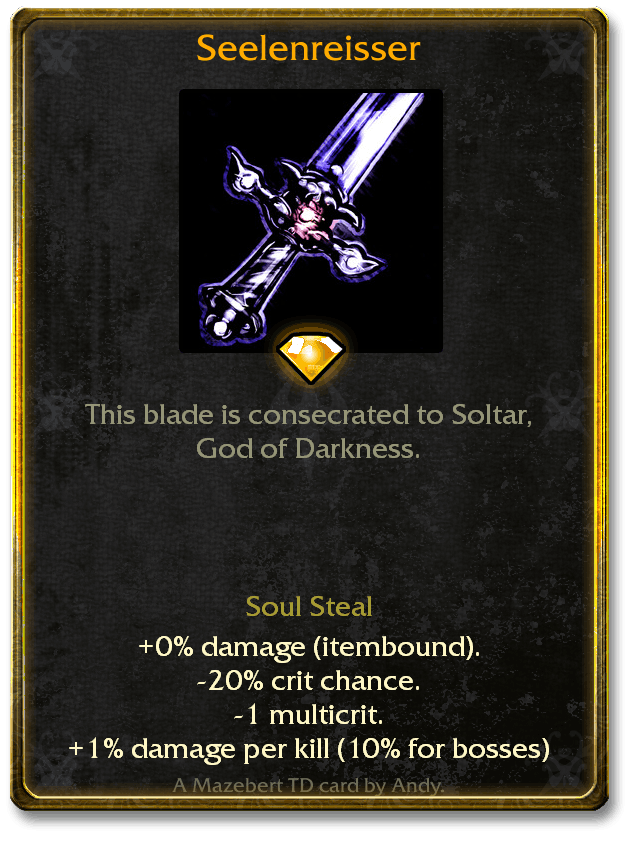 Seelenreisser
This blade is consecrated to Soltar,
God of Darkness.
Soul Steal
+0% damage (itembound).
-20% crit chance.
-1 multicrit.
+1% damage per kill (10% for bosses)
A Mazebert TD card by Andy.